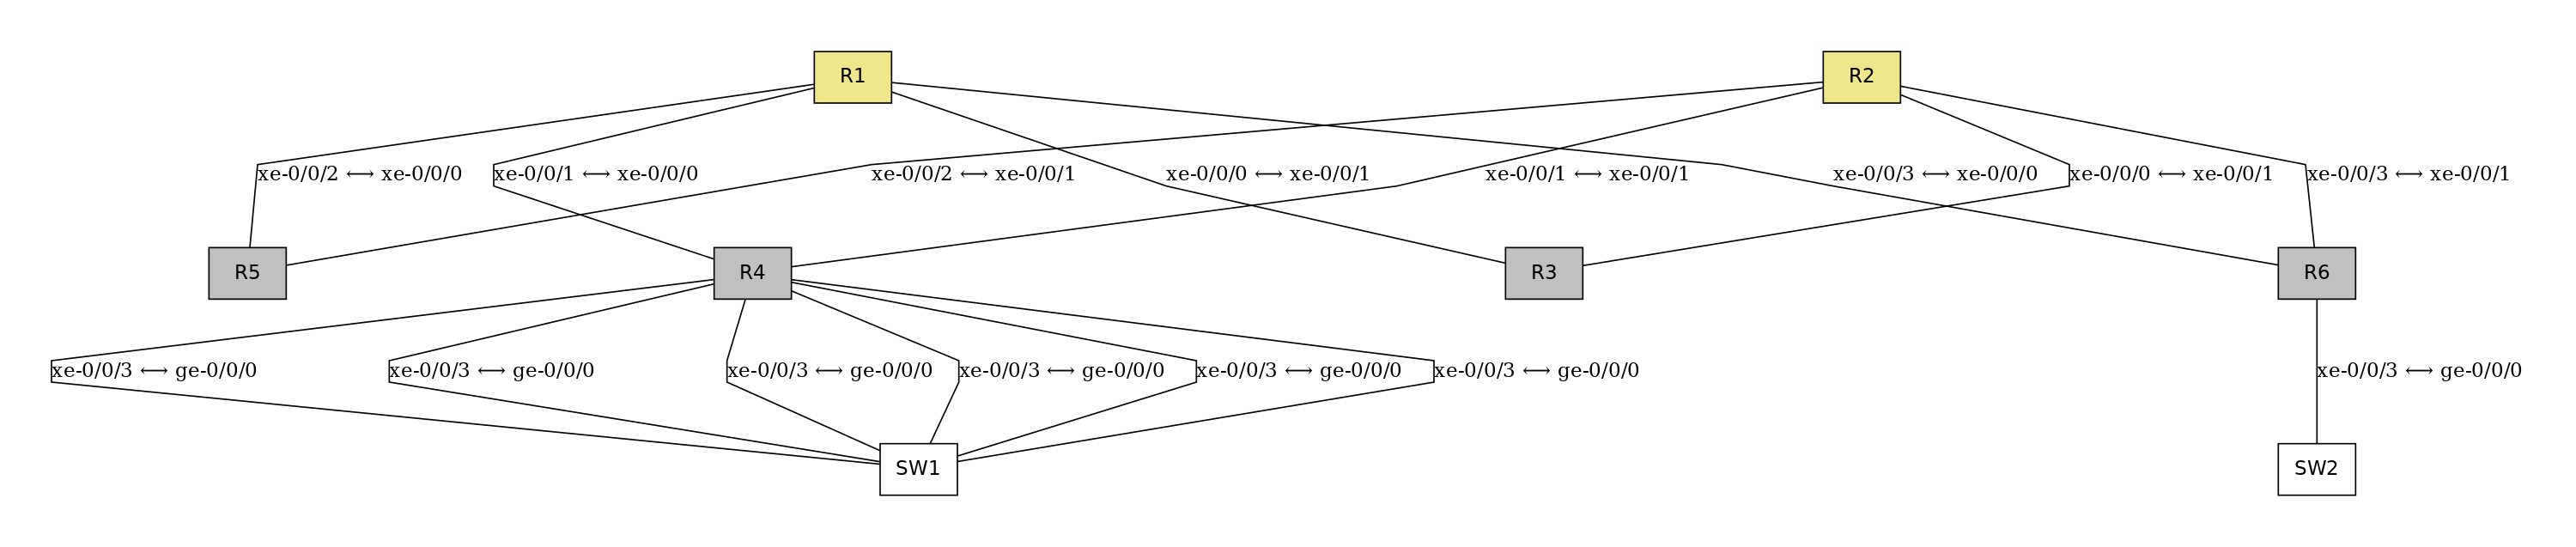 R1
R2
xe-0/0/2 ⟷ xe-0/0/0
xe-0/0/1 ⟷ xe-0/0/0
xe-0/0/2 ⟷ xe-0/0/1
xe-0/0/0 ⟷ xe-0/0/1
xe-0/0/1 ⟷ xe-0/0/1
xe-0/0/3 ⟷ xe-0/0/0
xe-0/0/0 ⟷ xe-0/0/1
xe-0/0/3 ⟷ xe-0/0/1
R5
R4
R3
R6
xe-0/0/3 ⟷ ge-0/0/0
xe-0/0/3 ⟷ ge-0/0/0
xe-0/0/3 ⟷ ge-0/0/0
xe-0/0/3 ⟷ ge-0/0/0
xe-0/0/3 ⟷ ge-0/0/0
xe-0/0/3 ⟷ ge-0/0/0
xe-0/0/3 ⟷ ge-0/0/0
SW1
SW2